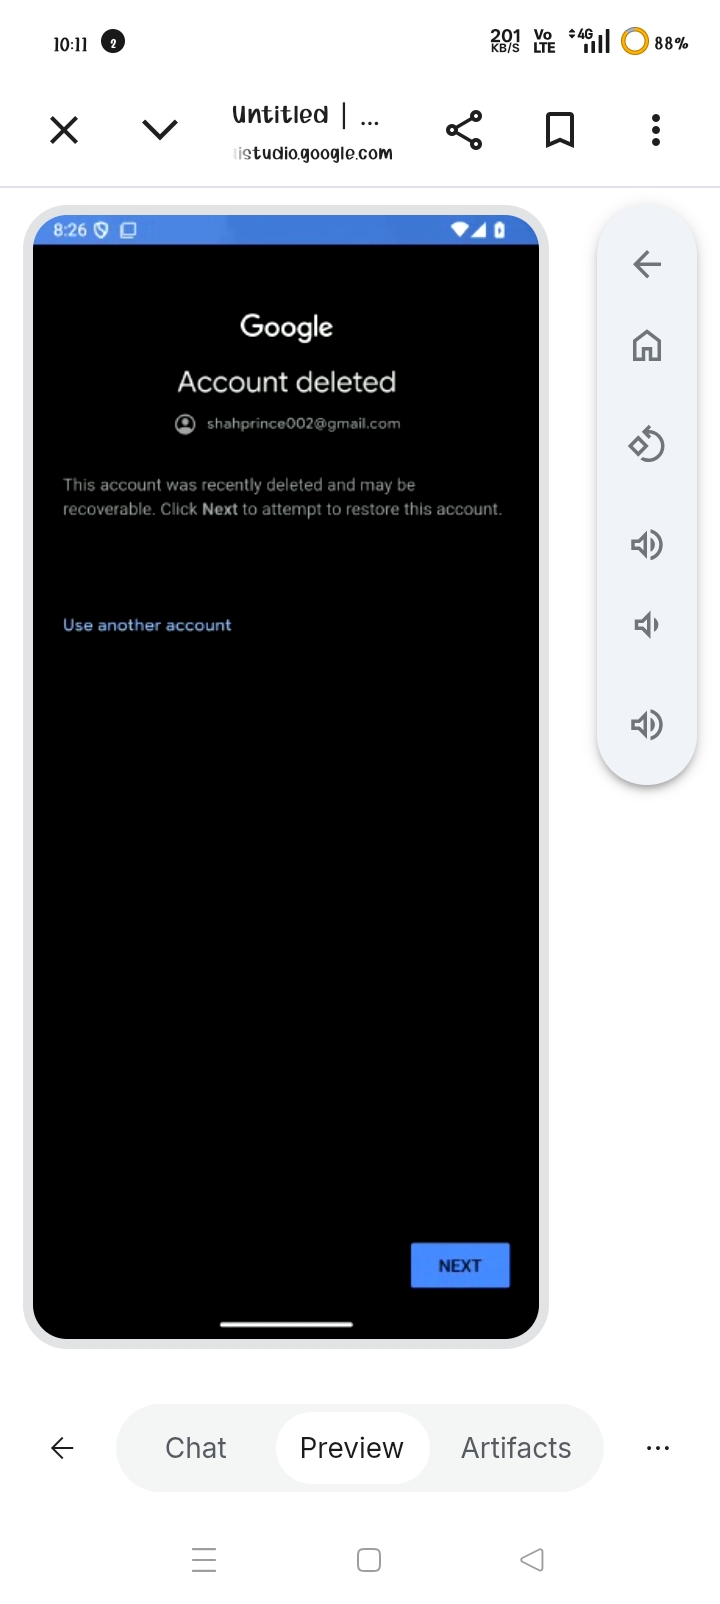 10:11 2 201 KB/S Vo LTE 4G 88%
Untitled | ...
istudio.google.com
8:26
Google
Account deleted
shahprince002@gmail.com
This account was recently deleted and may be
recoverable. Click Next to attempt to restore this account.
Use another account
NEXT
Chat Preview Artifacts